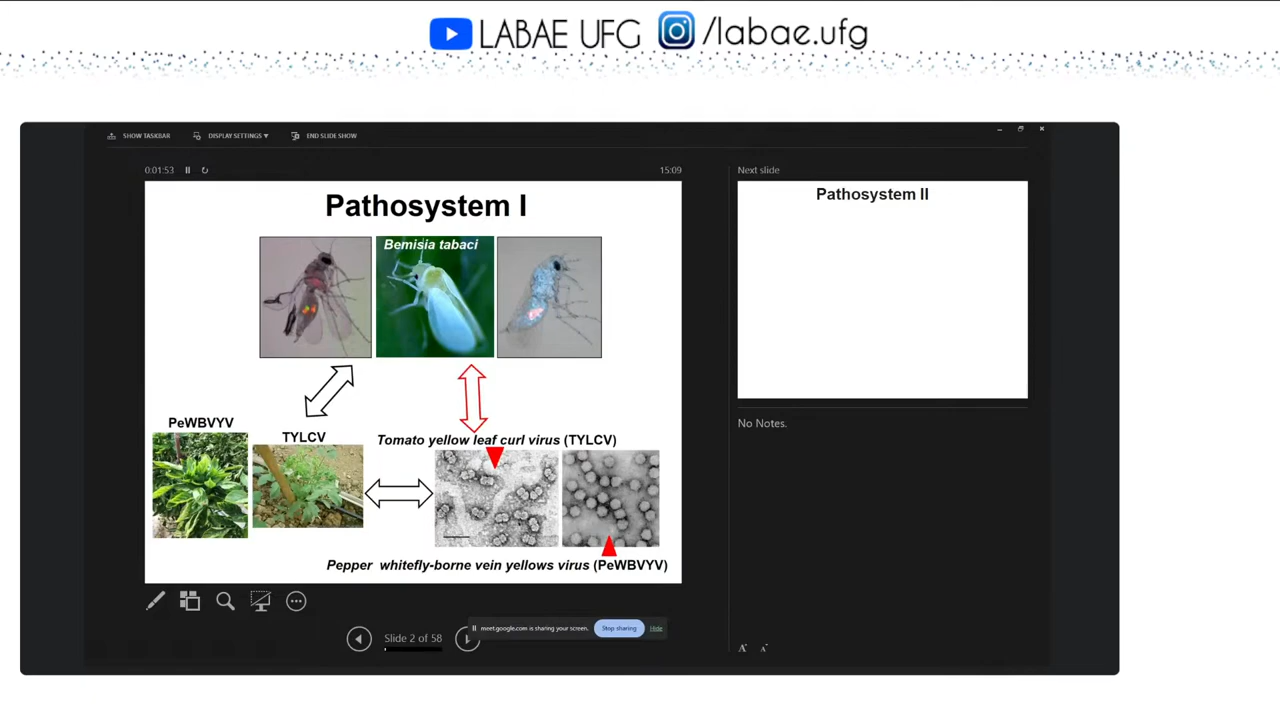 LABAE UFG /labae.ufg
SHOW TASKBAR DISPLAY SETTINGS ▾ END SLIDE SHOW
0:01:53 15:09
Next slide
Pathosystem I
Pathosystem II
Bemisia tabaci
PeWBVYV
TYLCV
Tomato yellow leaf curl virus (TYLCV)
Pepper whitefly-borne vein yellows virus (PeWBVYV)
No Notes.
meet.google.com is sharing your screen. Stop sharing Hide
Slide 2 of 58
A A